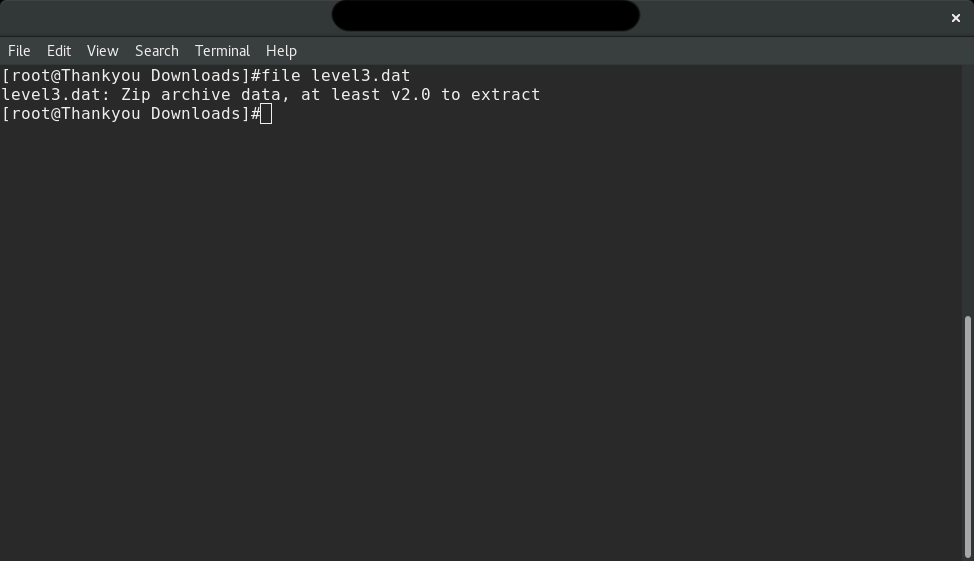 File Edit View Search Terminal Help
[root@Thankyou Downloads]#file level3.dat
level3.dat: Zip archive data, at least v2.0 to extract
[root@Thankyou Downloads]#